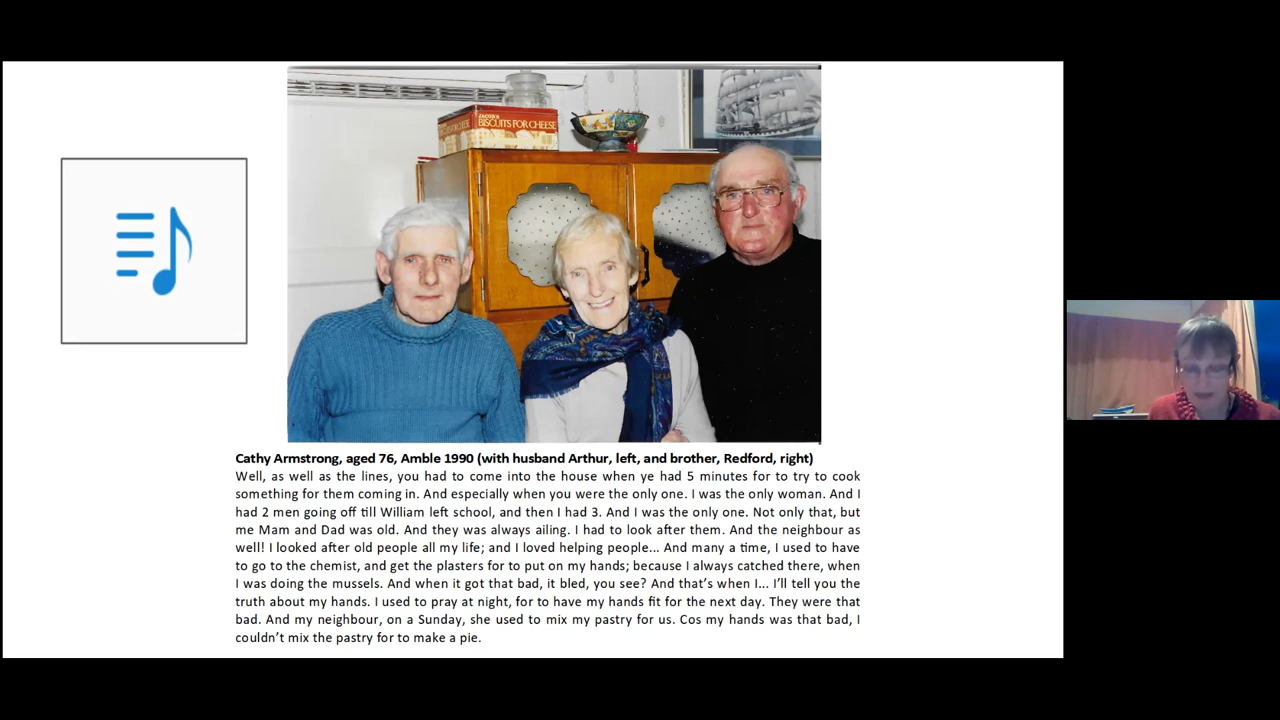 JACOB'S
BISCUITS FOR CHEESE
Cathy Armstrong, aged 76, Amble 1990 (with husband Arthur, left, and brother, Redford, right)
Well, as well as the lines, you had to come into the house when ye had 5 minutes for to try to cook
something for them coming in. And especially when you were the only one. I was the only woman. And I
had 2 men going off till William left school, and then I had 3. And I was the only one. Not only that, but
me Mam and Dad was old. And they was always ailing. I had to look after them. And the neighbour as
well! I looked after old people all my life; and I loved helping people... And many a time, I used to have
to go to the chemist, and get the plasters for to put on my hands; because I always catched there, when
I was doing the mussels. And when it got that bad, it bled, you see? And that's when I... I'll tell you the
truth about my hands. I used to pray at night, for to have my hands fit for the next day. They were that
bad. And my neighbour, on a Sunday, she used to mix my pastry for us. Cos my hands was that bad, I
couldn't mix the pastry for to make a pie.